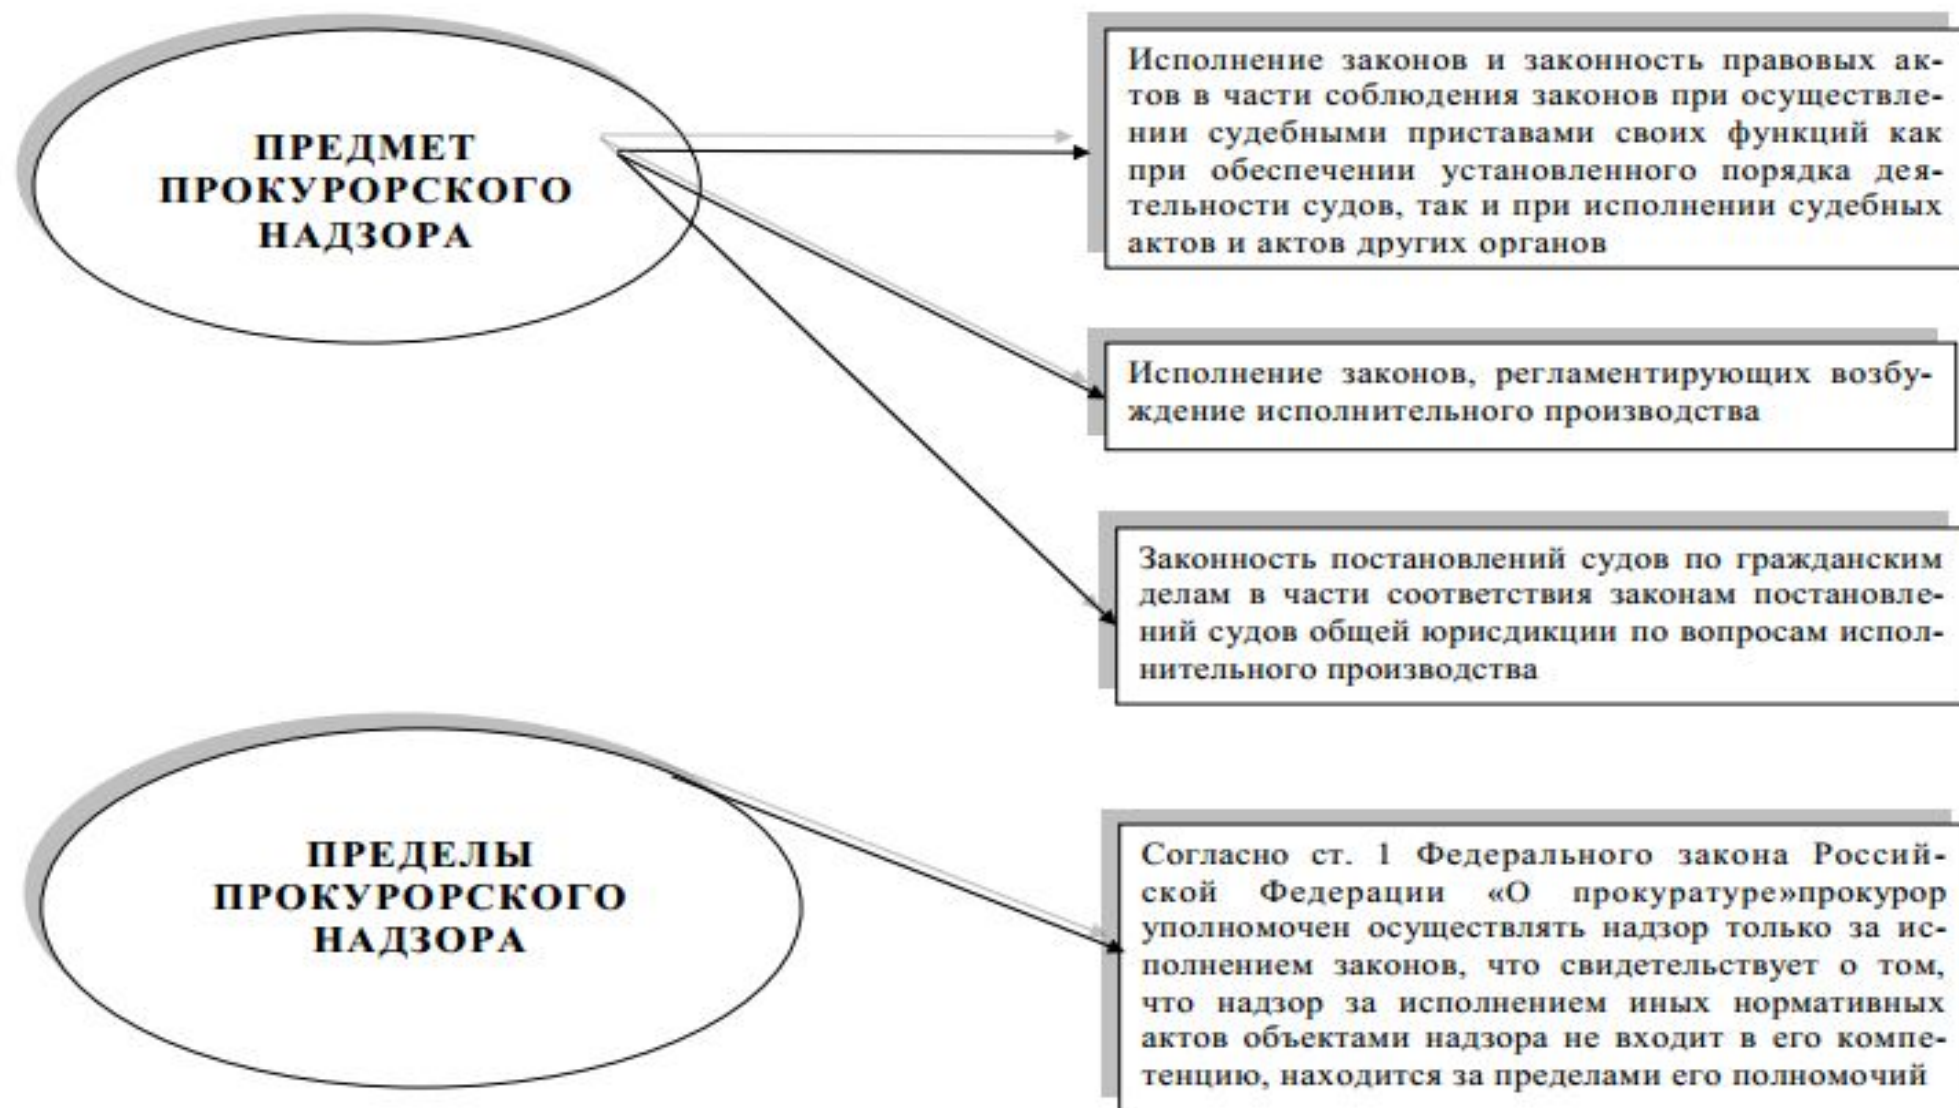 ПРЕДМЕТ
ПРОКУРОРСКОГО
НАДЗОРА
Исполнение законов и законность правовых ак-
тов в части соблюдения законов при осуществле-
нии судебными приставами своих функций как
при обеспечении установленного порядка дея-
тельности судов, так и при исполнении судебных
актов и актов других органов
Исполнение законов, регламентирующих возбу-
ждение исполнительного производства
Законность постановлений судов по гражданским
делам в части соответствия законам постановле-
ний судов общей юрисдикции по вопросам испол-
нительного производства
ПРЕДЕЛЫ
ПРОКУРОРСКОГО
НАДЗОРА
Согласно ст. 1 Федерального закона Россий-
ской Федерации «О прокуратуре»прокурор
уполномочен осуществлять надзор только за ис-
полнением законов, что свидетельствует о том,
что надзор за исполнением иных нормативных
актов объектами надзора не входит в его компе-
тенцию, находится за пределами его полномочий